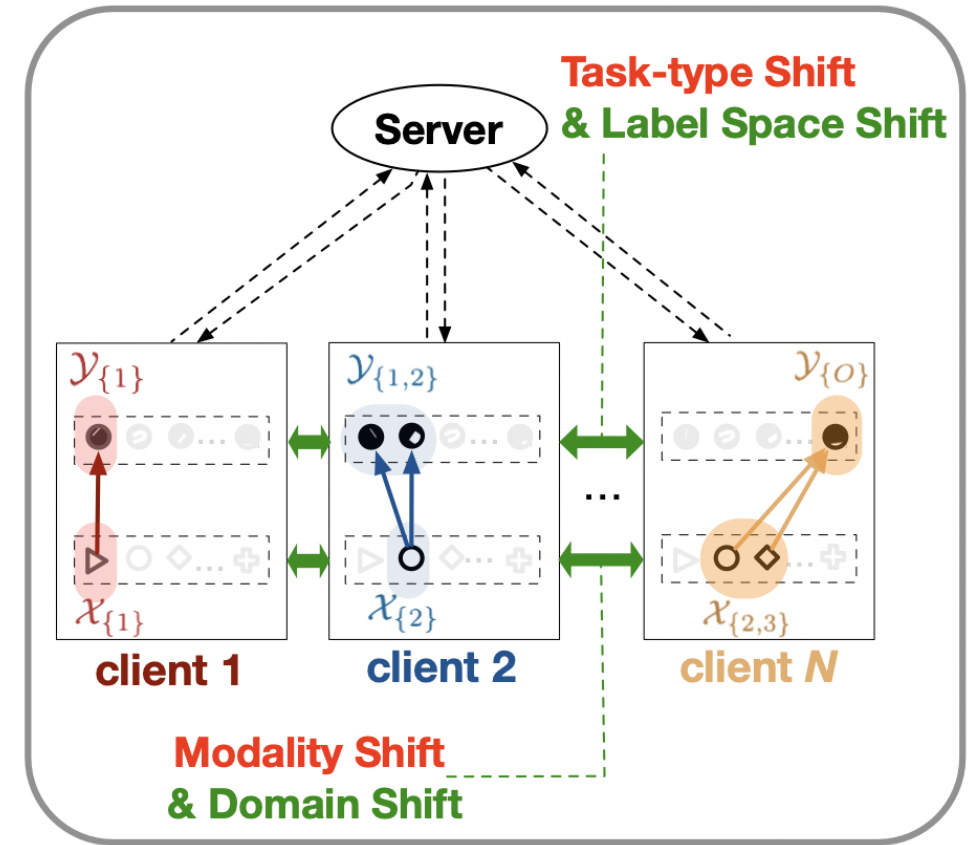 Task-type Shift
& Label Space Shift
Server
𝒴{1}
𝒴{1,2}
𝒴{O}
...
...
...
...
...
...
...
𝒳{1}
𝒳{2}
𝒳{2,3}
client 1
client 2
client N
Modality Shift
& Domain Shift